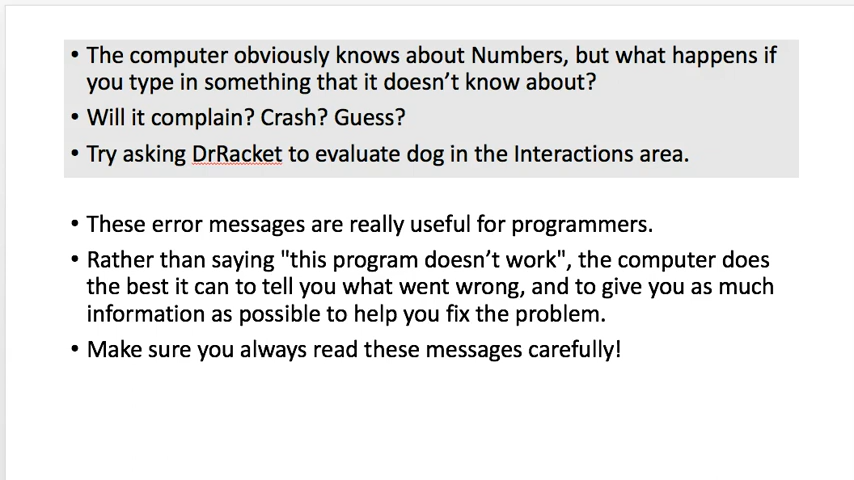 • The computer obviously knows about Numbers, but what happens if
you type in something that it doesn’t know about?
• Will it complain? Crash? Guess?
• Try asking DrRacket to evaluate dog in the Interactions area.
• These error messages are really useful for programmers.
• Rather than saying "this program doesn’t work", the computer does
the best it can to tell you what went wrong, and to give you as much
information as possible to help you fix the problem.
• Make sure you always read these messages carefully!